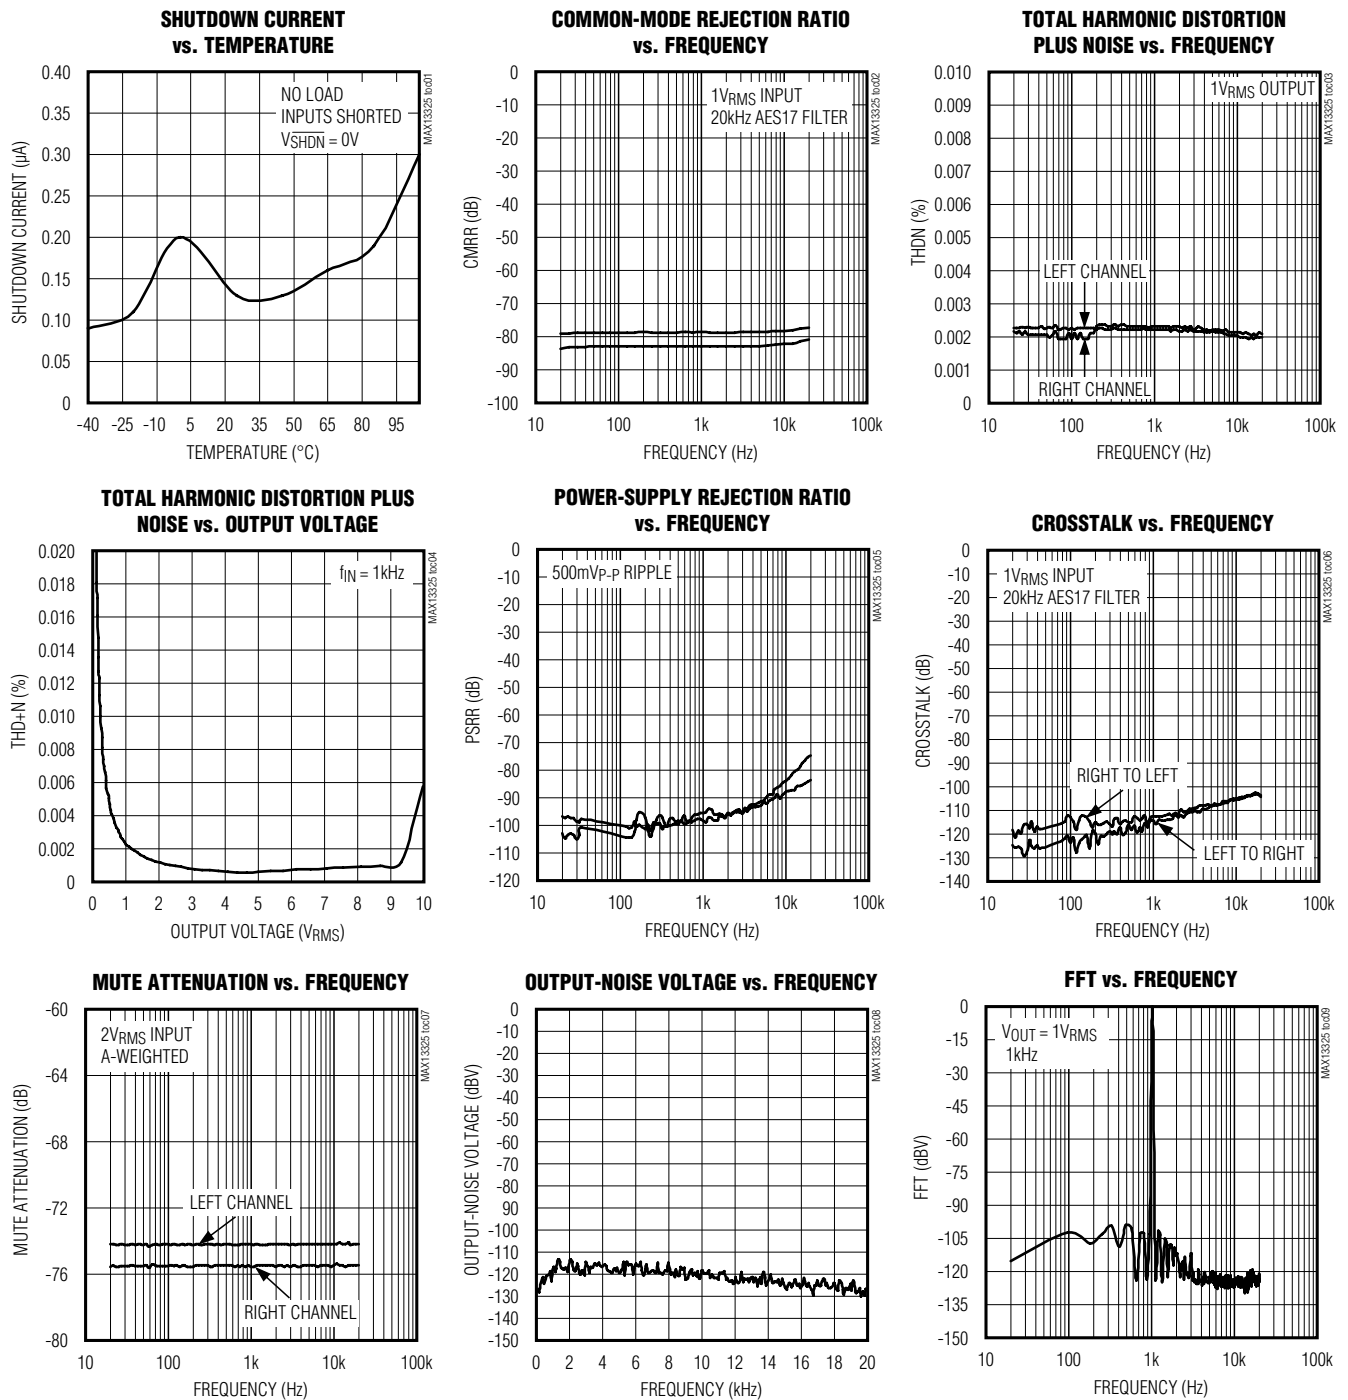 SHUTDOWN CURRENT
vs. TEMPERATURE
0.40
0.35
0.30
0.25
0.20
0.15
0.10
0.05
0
SHUTDOWN CURRENT (µA)
NO LOAD
INPUTS SHORTED
VSHDN = 0V
MAX13325 toc01
-40 -25 -10 5 20 35 50 65 80 95
TEMPERATURE (°C)
COMMON-MODE REJECTION RATIO
vs. FREQUENCY
0
-10
-20
-30
-40
-50
-60
-70
-80
-90
-100
CMRR (dB)
1VRMS INPUT
20kHz AES17 FILTER
MAX13325 toc02
10 100 1k 10k 100k
FREQUENCY (Hz)
TOTAL HARMONIC DISTORTION
PLUS NOISE vs. FREQUENCY
0.010
0.009
0.008
0.007
0.006
0.005
0.004
0.003
0.002
0.001
0
THDN (%)
1VRMS OUTPUT
LEFT CHANNEL
RIGHT CHANNEL
MAX13325 toc03
10 100 1k 10k 100k
FREQUENCY (Hz)
TOTAL HARMONIC DISTORTION PLUS
NOISE vs. OUTPUT VOLTAGE
0.020
0.018
0.016
0.014
0.012
0.010
0.008
0.006
0.004
0.002
0
THD+N (%)
fIN = 1kHz
MAX13325 toc04
0 1 2 3 4 5 6 7 8 9 10
OUTPUT VOLTAGE (VRMS)
POWER-SUPPLY REJECTION RATIO
vs. FREQUENCY
0
-10
-20
-30
-40
-50
-60
-70
-80
-90
-100
-110
-120
PSRR (dB)
500mVP-P RIPPLE
MAX13325 toc05
10 100 1k 10k 100k
FREQUENCY (Hz)
CROSSTALK vs. FREQUENCY
0
-10
-20
-30
-40
-50
-60
-70
-80
-90
-100
-110
-120
-130
-140
CROSSTALK (dB)
1VRMS INPUT
20kHz AES17 FILTER
RIGHT TO LEFT
LEFT TO RIGHT
MAX13325 toc06
10 100 1k 10k 100k
FREQUENCY (Hz)
MUTE ATTENUATION vs. FREQUENCY
-60
-64
-68
-72
-76
-80
MUTE ATTENUATION (dB)
2VRMS INPUT
A-WEIGHTED
LEFT CHANNEL
RIGHT CHANNEL
MAX13325 toc07
10 100 1k 10k 100k
FREQUENCY (Hz)
OUTPUT-NOISE VOLTAGE vs. FREQUENCY
0
-10
-20
-30
-40
-50
-60
-70
-80
-90
-100
-110
-120
-130
-140
-150
OUTPUT-NOISE VOLTAGE (dBV)
MAX13325 toc08
0 2 4 6 8 10 12 14 16 18 20
FREQUENCY (kHz)
FFT vs. FREQUENCY
0
-15
-30
-45
-60
-75
-90
-105
-120
-135
-150
FFT (dBV)
VOUT = 1VRMS
1kHz
MAX13325 toc09
10 100 1k 10k 100k
FREQUENCY (Hz)